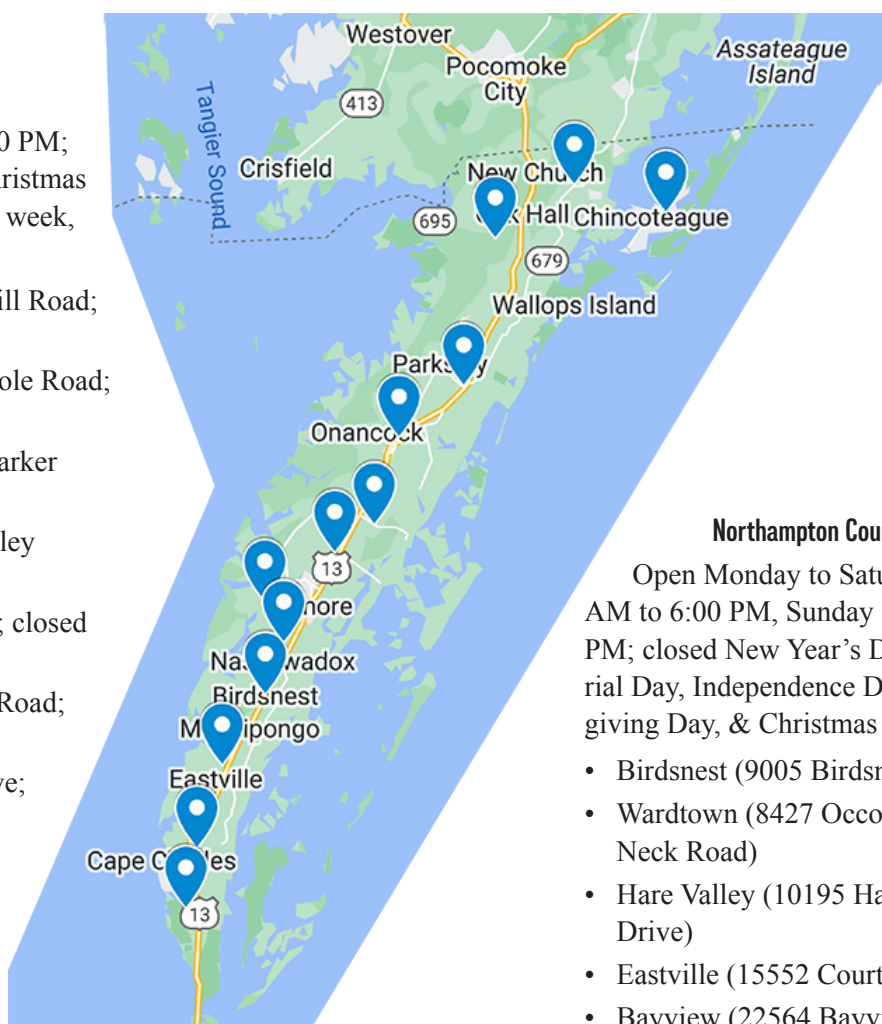 Westover
Pocomoke
City
Assateague
Island
413
Tangier Sound
Crisfield
New Church
Hall
Chincoteague
695
679
Wallops Island
Onancock
13
Birdsnest
Eastville
13
0 PM;
ristmas
week,
ill Road;
ole Road;
arker
ley
; closed
Road;
ve;
Northampton Cou
Open Monday to Satu
AM to 6:00 PM, Sunday
PM; closed New Year’s D
rial Day, Independence D
giving Day, & Christmas
• Birdsnest (9005 Birdsn
• Wardtown (8427 Occo
Neck Road)
• Hare Valley (10195 Ha
Drive)
• Eastville (15552 Court
• Bayview (22564 Bayvi